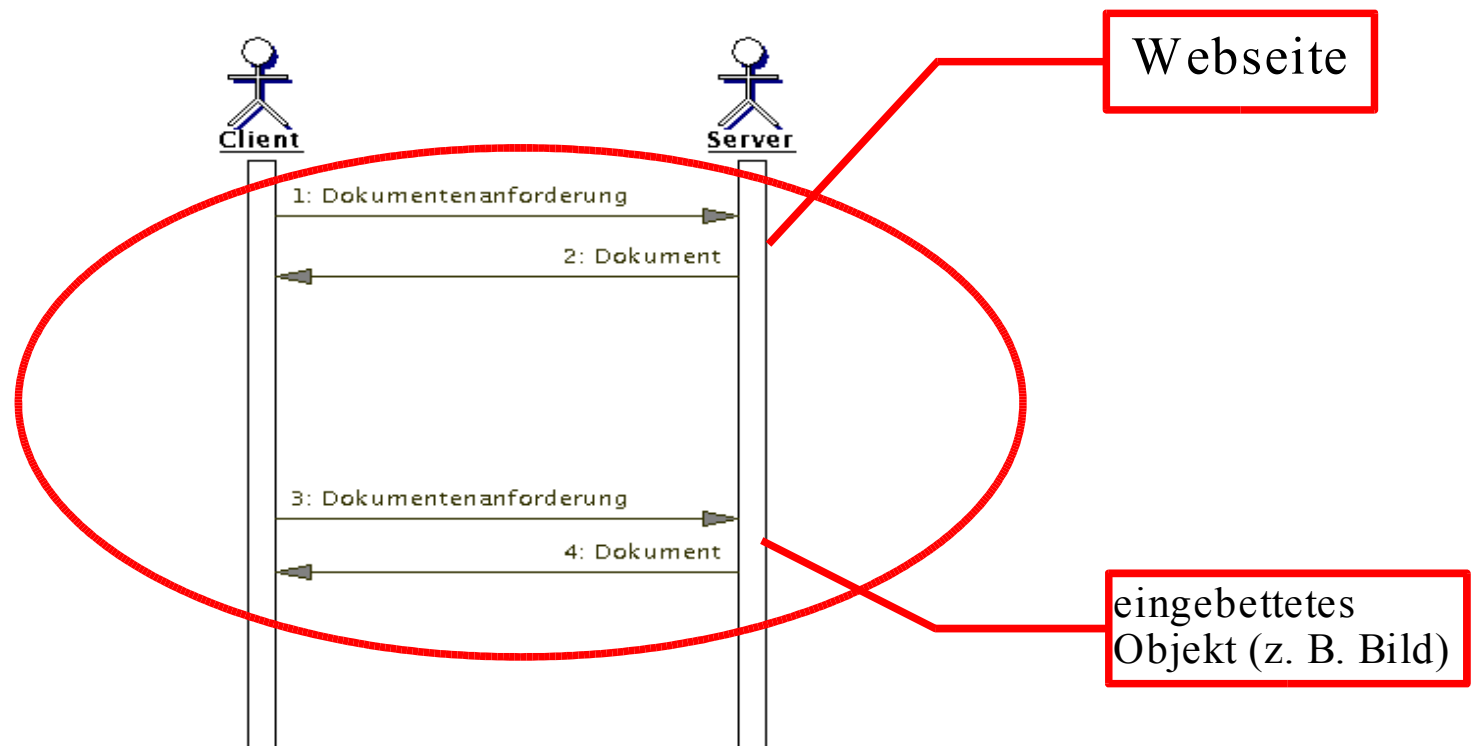 Webseite
Client
Server
1: Dokumentenanforderung
2: Dokument
3: Dokumentenanforderung
4: Dokument
eingebettetes
Objekt (z. B. Bild)